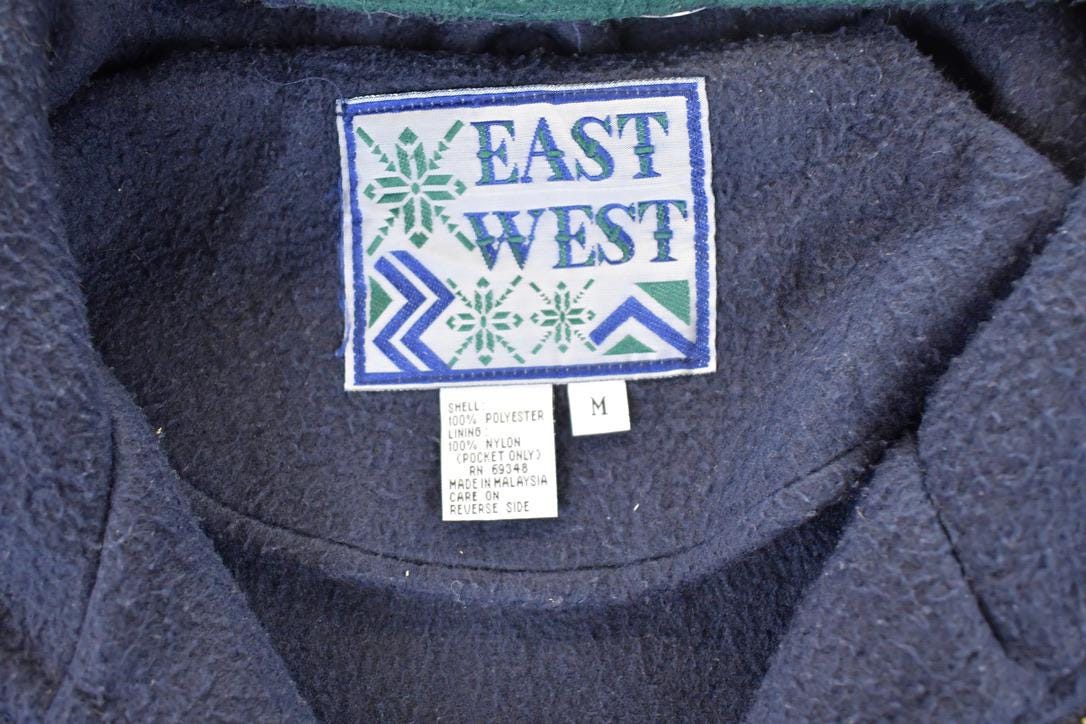 EAST
WEST
M
SHELL:
100% POLYESTER
LINING:
100% NYLON
(POCKET ONLY)
RN 69348
MADE IN MALAYSIA
CARE ON
REVERSE SIDE